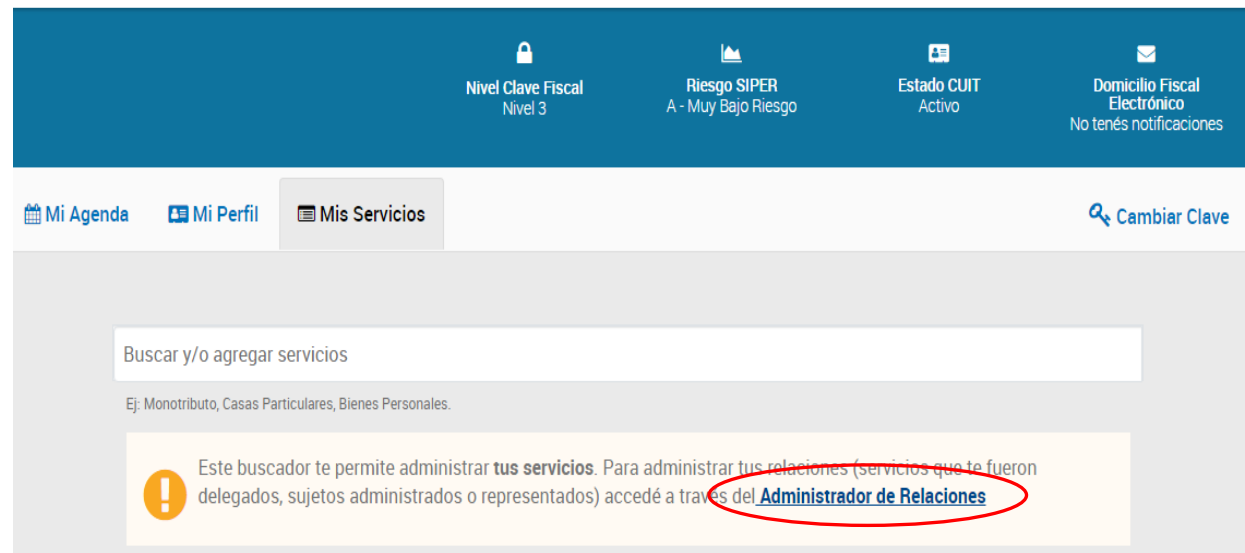 Nivel Clave Fiscal
Nivel 3
Riesgo SIPER
A - Muy Bajo Riesgo
Estado CUIT
Activo
Domicilio Fiscal
Electrónico
No tenés notificaciones
Mi Agenda
Mi Perfil
Mis Servicios
Cambiar Clave
Buscar y/o agregar servicios
Ej: Monotributo, Casas Particulares, Bienes Personales.
Este buscador te permite administrar tus servicios. Para administrar tus relaciones (servicios que te fueron
delegados, sujetos administrados o representados) accedé a través del Administrador de Relaciones